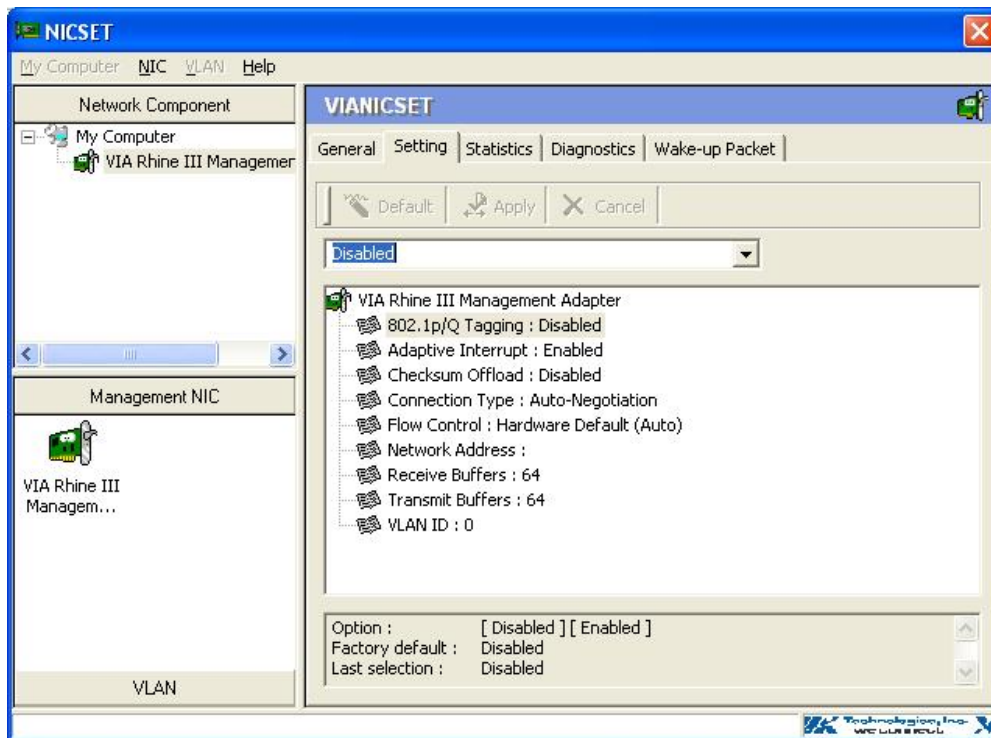 NICSET
My Computer NIC VLAN Help
Network Component
My Computer
VIA Rhine III Managemer
Management NIC
VIA Rhine III
Managem...
VLAN
VIANICSET
General Setting Statistics Diagnostics Wake-up Packet
Default Apply Cancel
Disabled
VIA Rhine III Management Adapter
802.1p/Q Tagging : Disabled
Adaptive Interrupt : Enabled
Checksum Offload : Disabled
Connection Type : Auto-Negotiation
Flow Control : Hardware Default (Auto)
Network Address :
Receive Buffers : 64
Transmit Buffers : 64
VLAN ID : 0
Option : [ Disabled ] [ Enabled ]
Factory default : Disabled
Last selection : Disabled
Technologies, Inc.
we connect